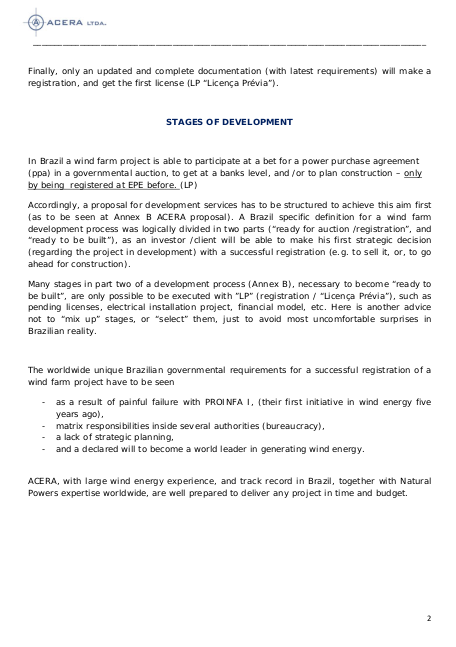 ACERA LTDA.
Finally, only an updated and complete documentation (with latest requirements) will make a
registration, and get the first license (LP "Licença Prévia").
STAGES OF DEVELOPMENT
In Brazil a wind farm project is able to participate at a bet for a power purchase agreement
(ppa) in a governmental auction, to get at a banks level, and /or to plan construction – only
by being  registered at EPE before. (LP)
Accordingly, a proposal for development services has to be structured to achieve this aim first
(as to be seen at Annex B ACERA proposal). A Brazil specific definition for a wind farm
development process was logically divided in two parts ("ready for auction /registration", and
"ready to be built"), as an investor /client will be able to make his first strategic decision
(regarding the project in development) with a successful registration (e.g. to sell it, or, to go
ahead for construction).
Many stages in part two of a development process (Annex B), necessary to become "ready to
be built", are only possible to be executed with "LP" (registration / "Licença Prévia"), such as
pending licenses, electrical installation project, financial model, etc. Here is another advice
not to "mix up" stages, or "select" them, just to avoid most uncomfortable surprises in
Brazilian reality.
The worldwide unique Brazilian governmental requirements for a successful registration of a
wind farm project have to be seen
- as a result of painful failure with PROINFA I, (their first initiative in wind energy five
years ago),
- matrix responsibilities inside several authorities (bureaucracy),
- a lack of strategic planning,
- and a declared will to become a world leader in generating wind energy.
ACERA, with large wind energy experience, and track record in Brazil, together with Natural
Powers expertise worldwide, are well prepared to deliver any project in time and budget.
2